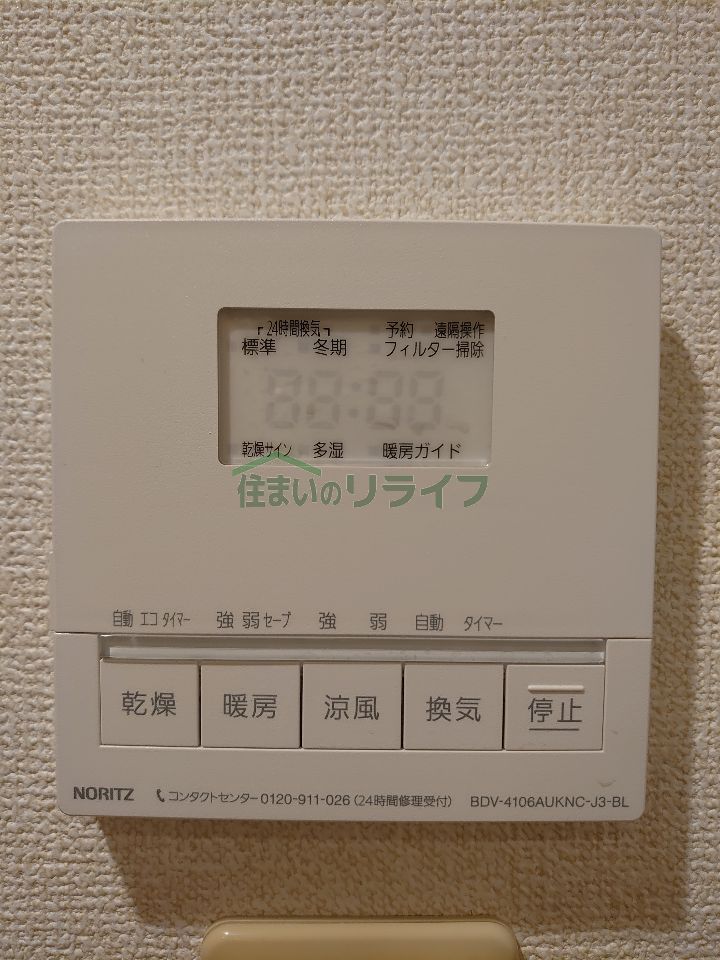 ┌24時間換気┐ 予約 遠隔操作
標準 冬期 フィルター掃除
88:88
乾燥サイン 多湿 暖房ガイド
住まいのリライフ
自動 エコ タイマー 強 弱 セーブ 強 弱 自動 タイマー
乾燥 暖房 涼風 換気 停止
NORITZ コンタクトセンター 0120-911-026 (24時間修理受付) BDV-4106AUKNC-J3-BL